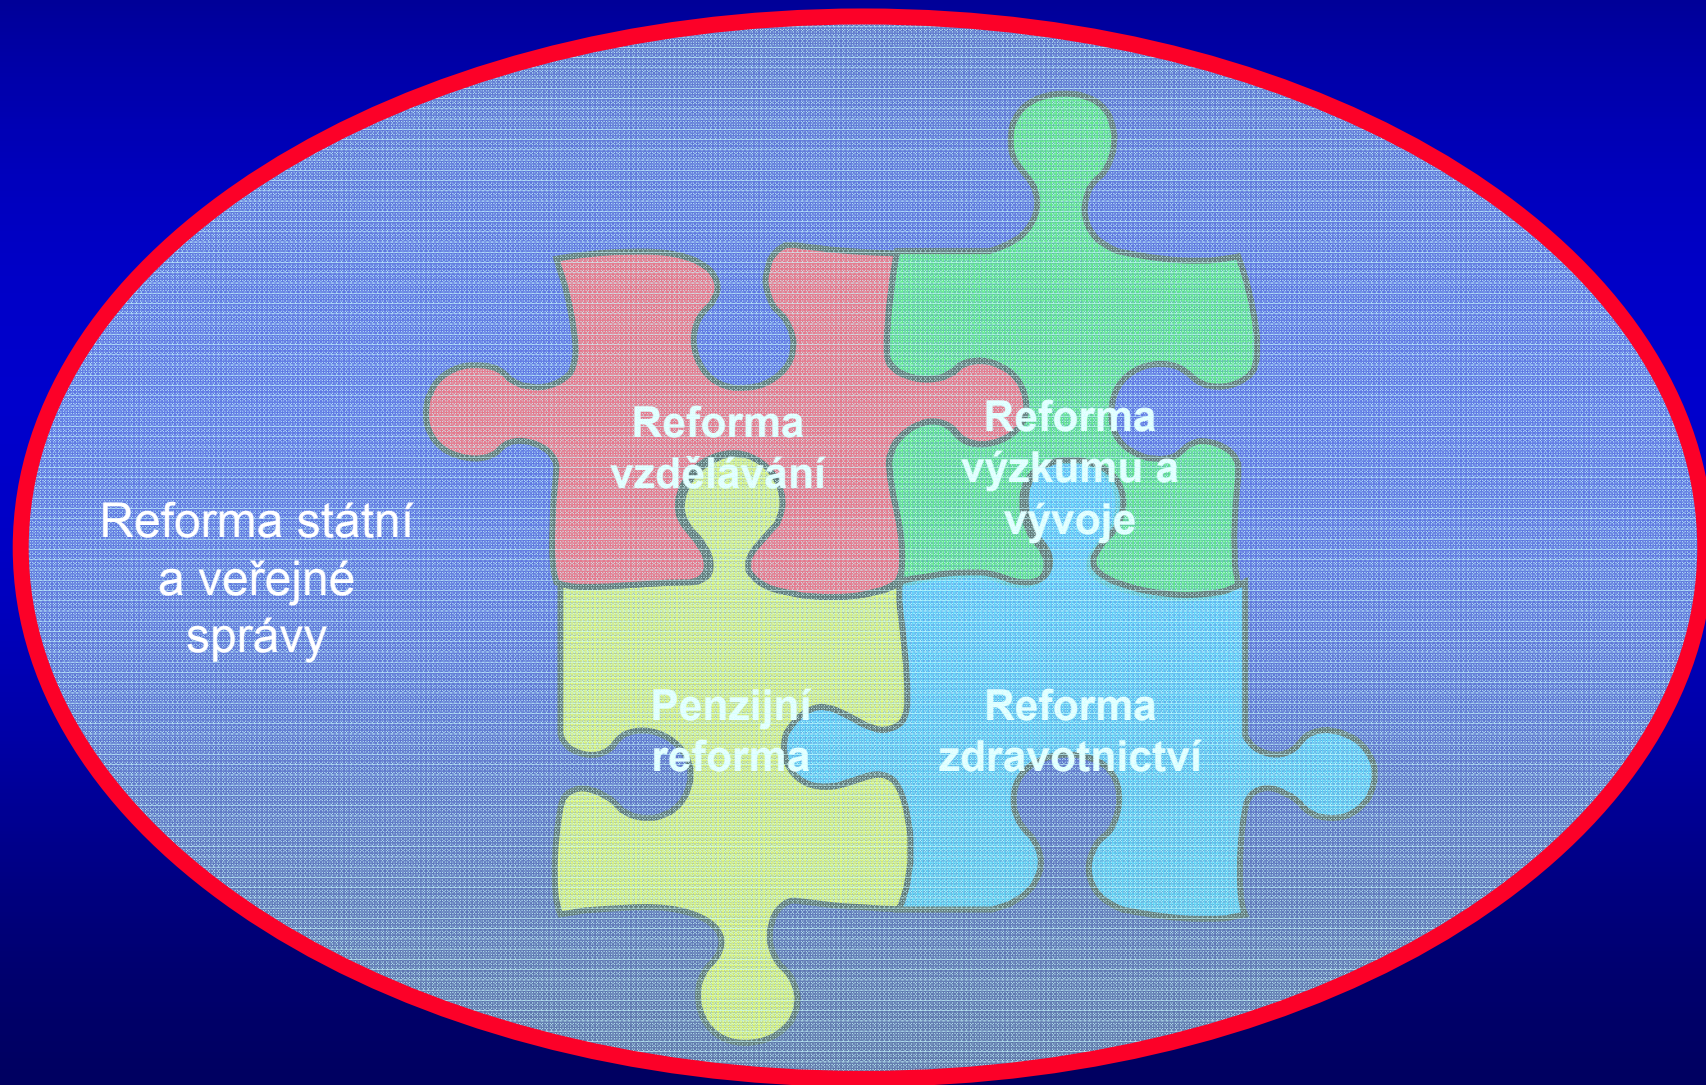 Reforma
vzdělávání
Reforma
výzkumu a
vývoje
Reforma státní
a veřejné
správy
Penzijní
reforma
Reforma
zdravotnictví